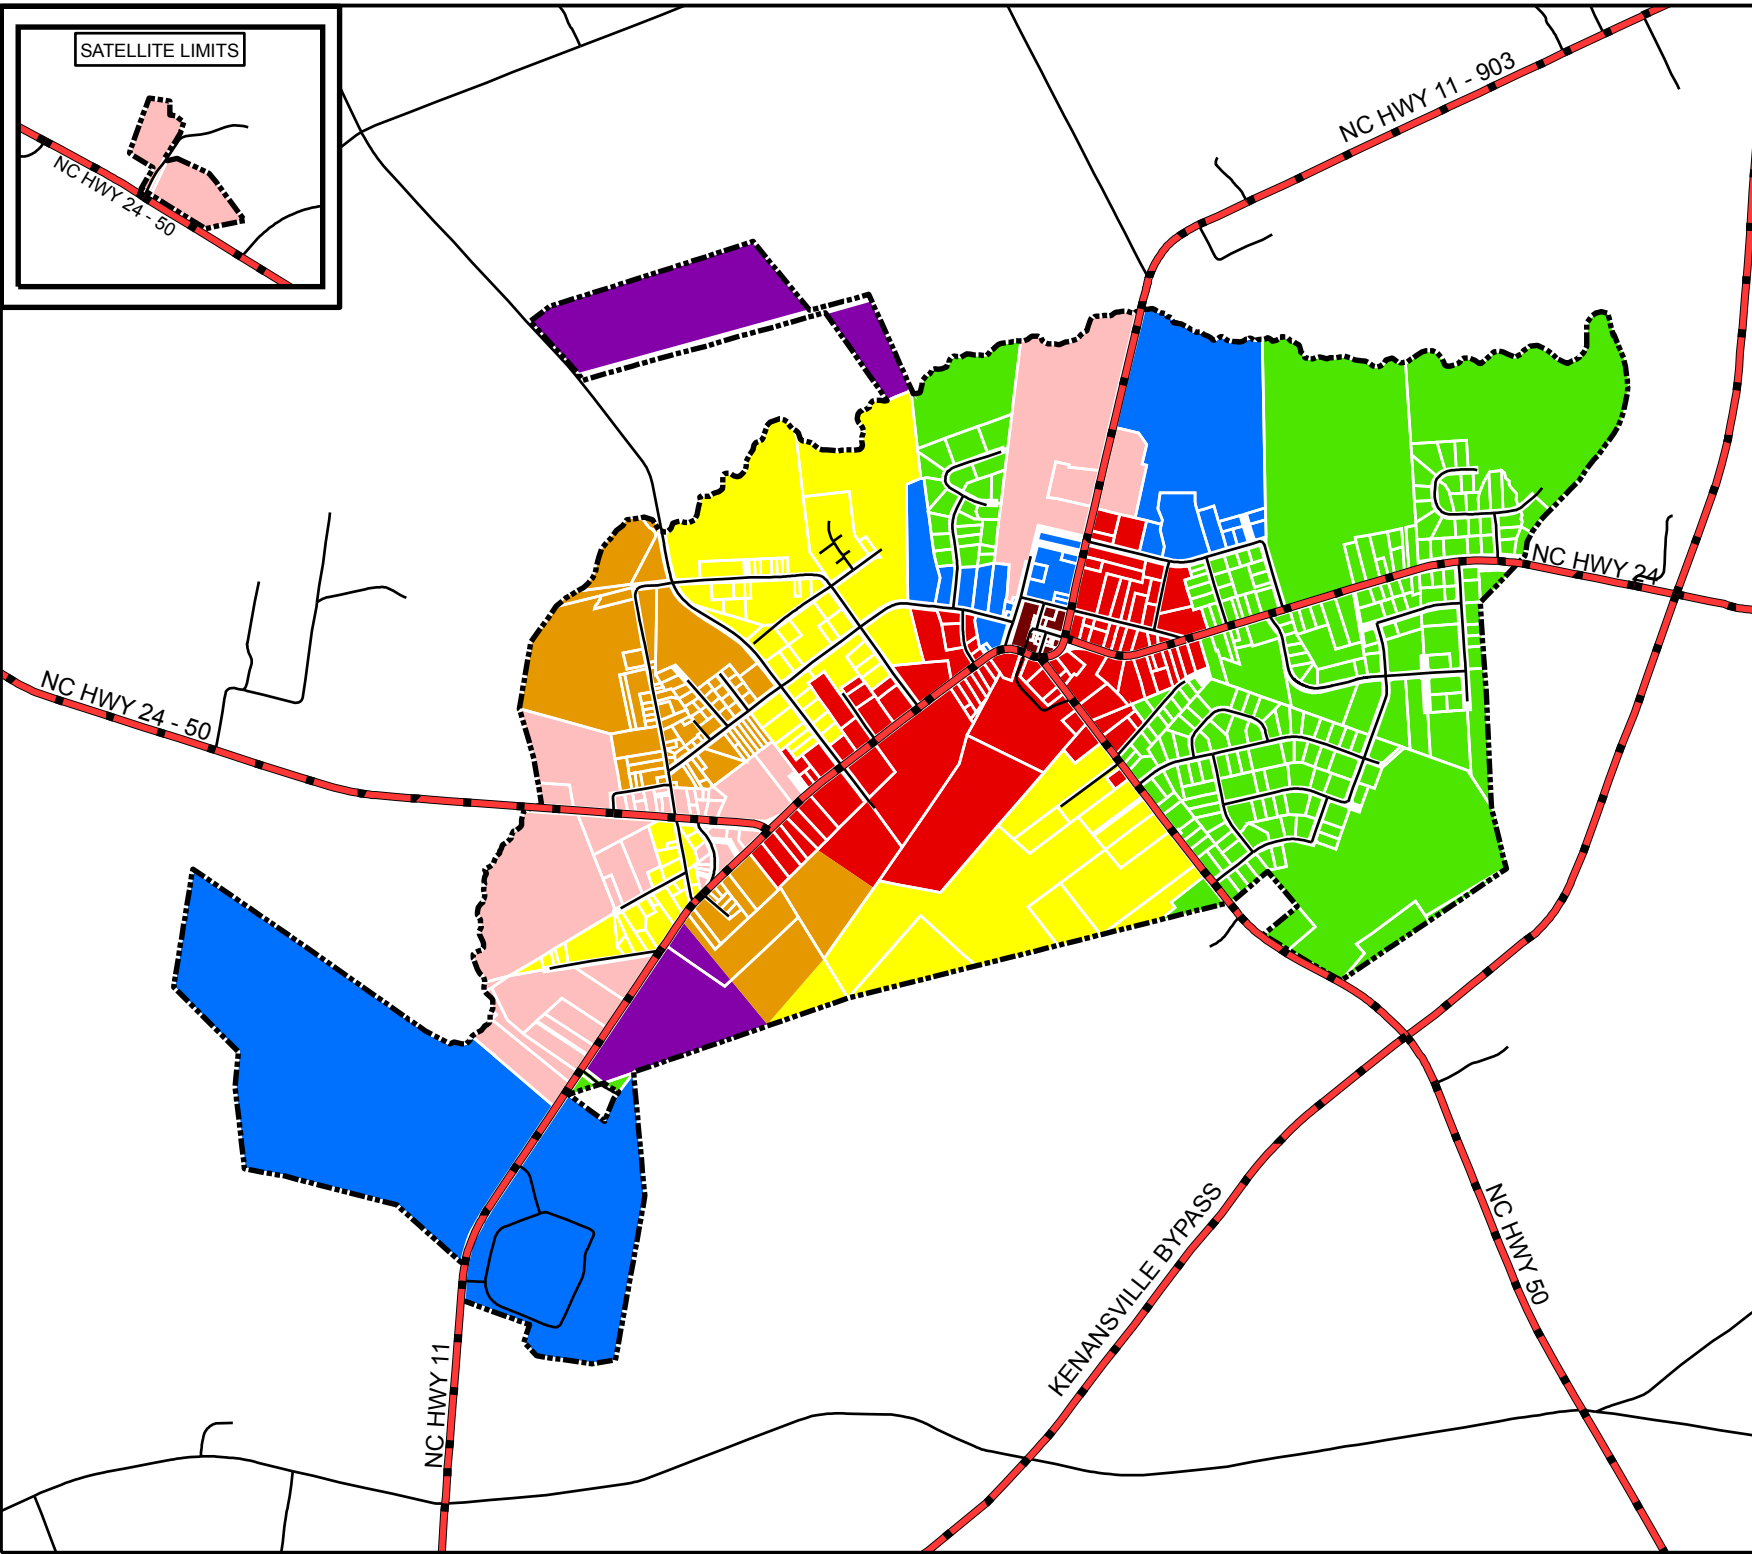 SATELLITE LIMITS
NC HWY 24 - 50
NC HWY 11 - 903
NC HWY 24
NC HWY 24 - 50
KENANSVILLE BYPASS
NC HWY 50
NC HWY 11